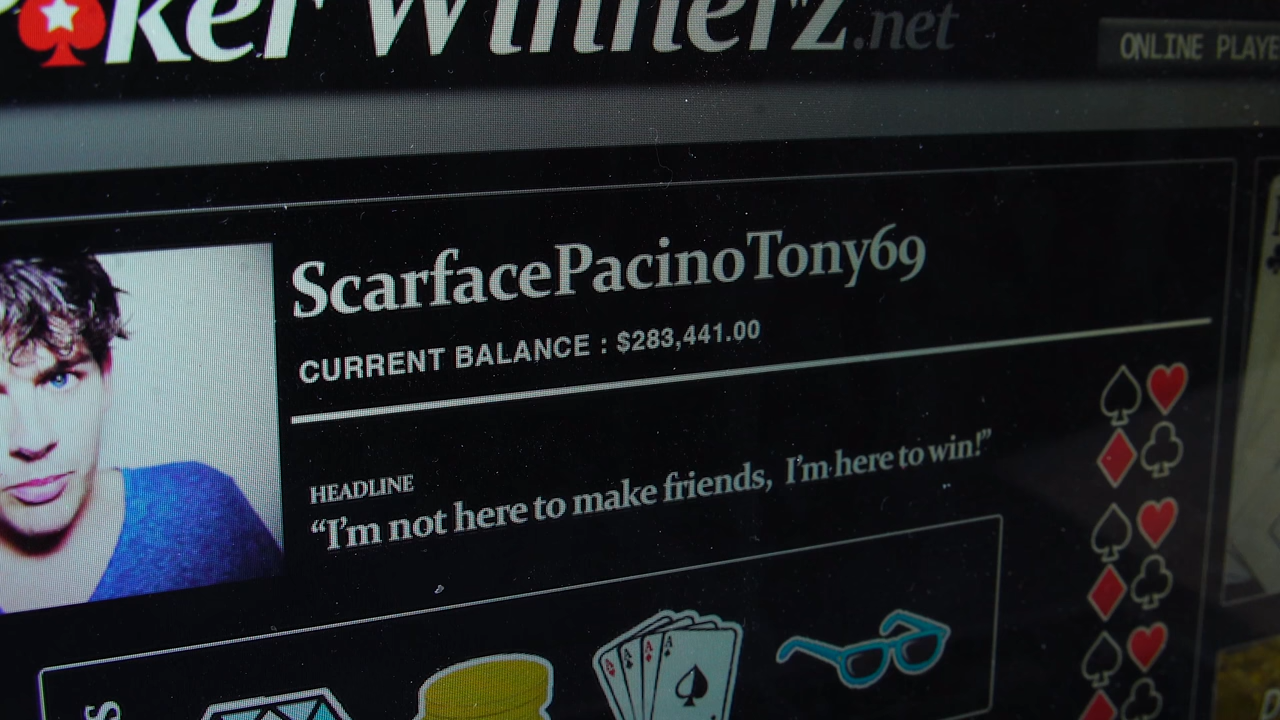 Poker Winnerz.net
ONLINE PLAYE
ScarfacePacinoTony69
CURRENT BALANCE : $283,441.00
HEADLINE
“I’m not here to make friends, I’m here to win!”
A A A A